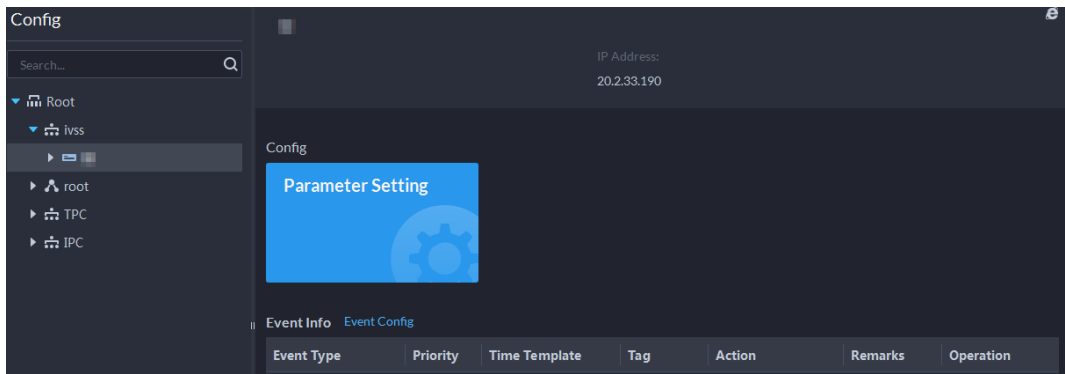 Config
Search...
Root
ivss
root
TPC
IPC
IP Address:
20.2.33.190
Config
Parameter Setting
Event Info Event Config
Event Type Priority Time Template Tag Action Remarks Operation